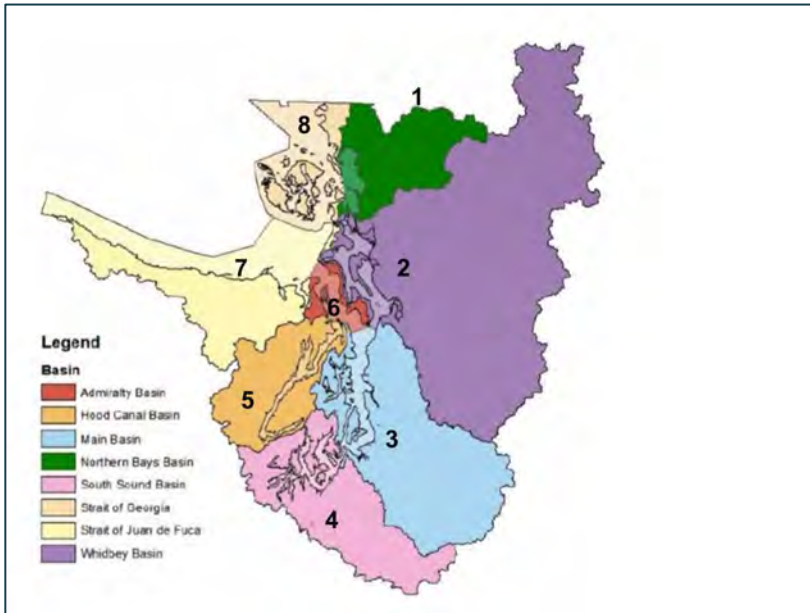 1
8
2
7
6
5
3
4
Legend
Basin
Admiralty Basin
Hood Canal Basin
Main Basin
Northern Bays Basin
South Sound Basin
Strait of Georgia
Strait of Juan de Fuca
Whidbey Basin